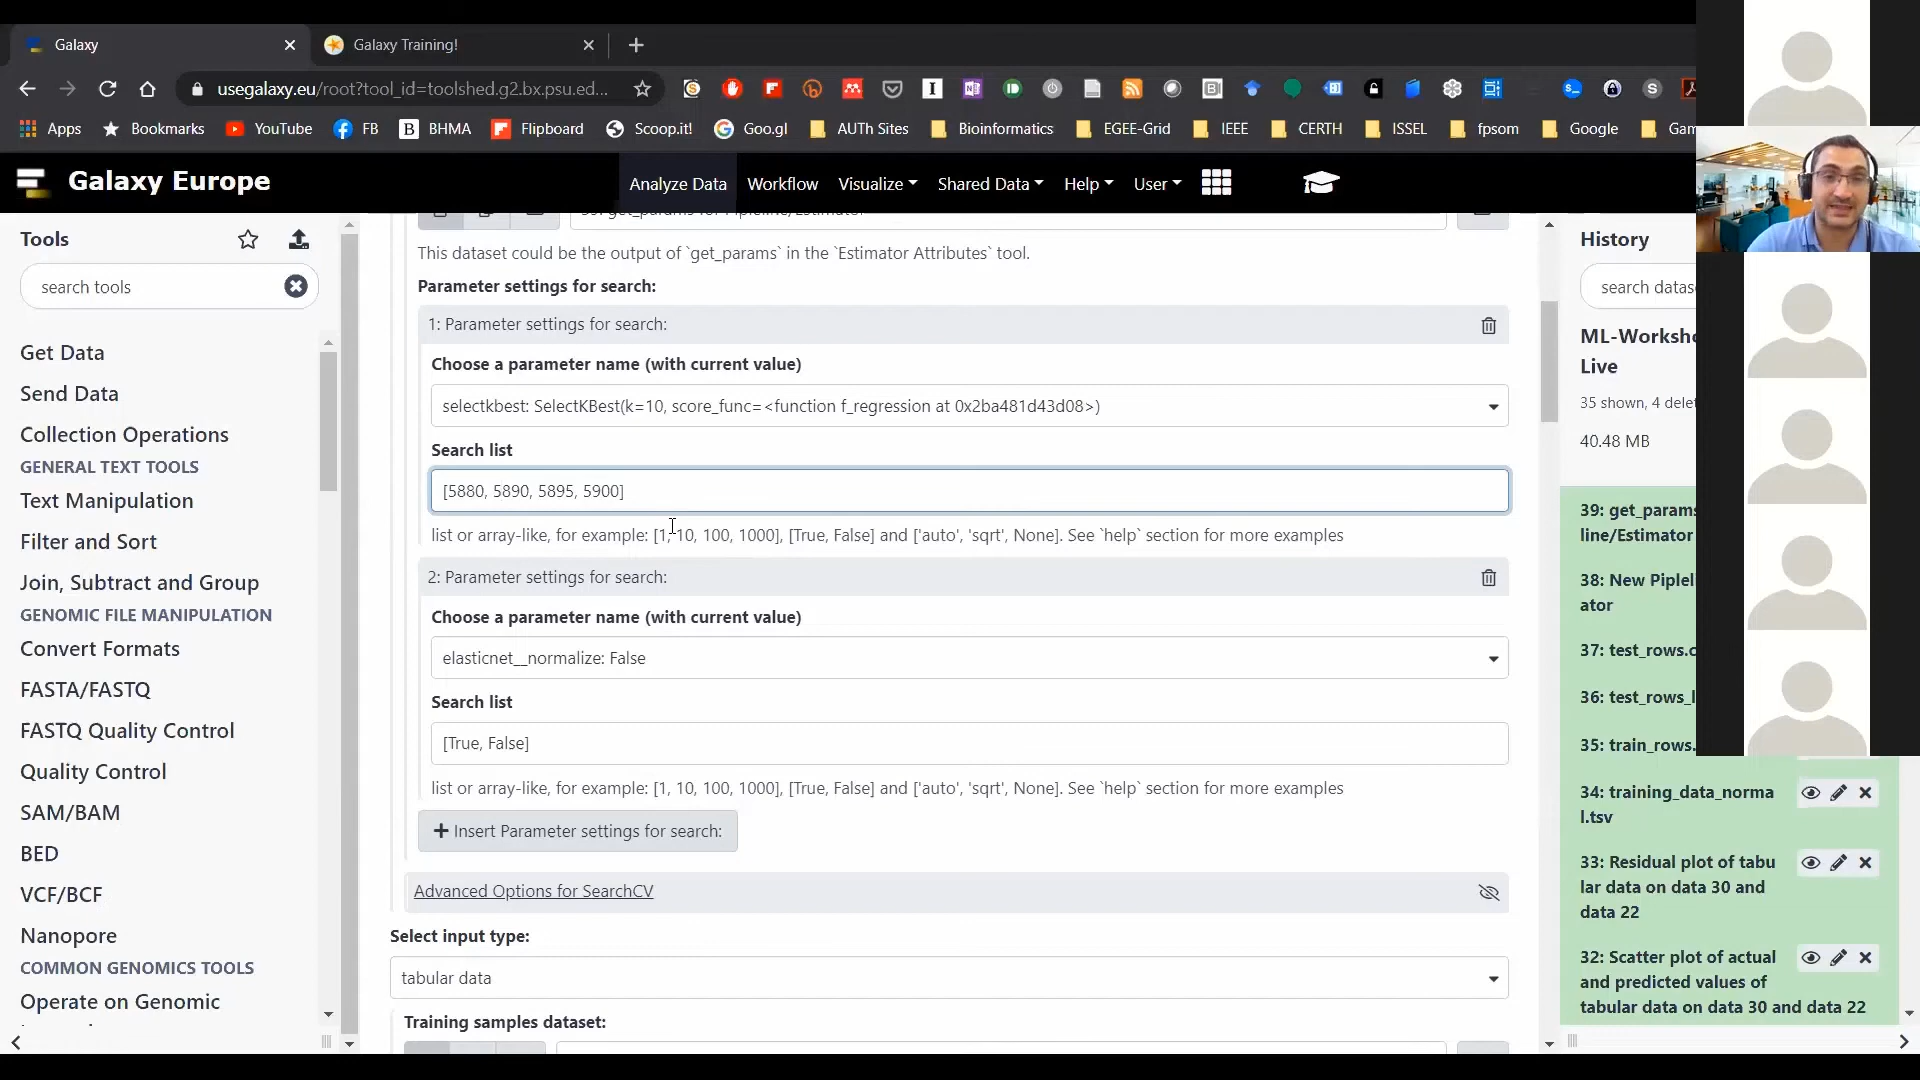 Galaxy
Galaxy Training!
usegalaxy.eu/root?tool_id=toolshed.g2.bx.psu.ed...
Apps
Bookmarks
YouTube
FB
BHMA
Flipboard
Scoop.it!
Goo.gl
AUTh Sites
Bioinformatics
EGEE-Grid
IEEE
CERTH
ISSEL
fpsom
Google
Gam
Galaxy Europe
Analyze Data
Workflow
Visualize
Shared Data
Help
User
Tools
search tools
Get Data
Send Data
Collection Operations
GENERAL TEXT TOOLS
Text Manipulation
Filter and Sort
Join, Subtract and Group
GENOMIC FILE MANIPULATION
Convert Formats
FASTA/FASTQ
FASTQ Quality Control
Quality Control
SAM/BAM
BED
VCF/BCF
Nanopore
COMMON GENOMICS TOOLS
Operate on Genomic
This dataset could be the output of `get_params` in the `Estimator Attributes` tool.
Parameter settings for search:
1: Parameter settings for search:
Choose a parameter name (with current value)
selectkbest: SelectKBest(k=10, score_func=<function f_regression at 0x2ba481d43d08>)
Search list
[5880, 5890, 5895, 5900]
list or array-like, for example: [1, 10, 100, 1000], [True, False] and ['auto', 'sqrt', None]. See `help` section for more examples
2: Parameter settings for search:
Choose a parameter name (with current value)
elasticnet__normalize: False
Search list
[True, False]
list or array-like, for example: [1, 10, 100, 1000], [True, False] and ['auto', 'sqrt', None]. See `help` section for more examples
Insert Parameter settings for search:
Advanced Options for SearchCV
Select input type:
tabular data
Training samples dataset:
History
search datas
ML-Worksho
Live
35 shown, 4 delet
40.48 MB
39: get_params
line/Estimator
38: New Piplel
ator
37: test_rows.c
36: test_rows_l
35: train_rows.
34: training_data_norma
l.tsv
33: Residual plot of tabu
lar data on data 30 and
data 22
32: Scatter plot of actual
and predicted values of
tabular data on data 30 and data 22